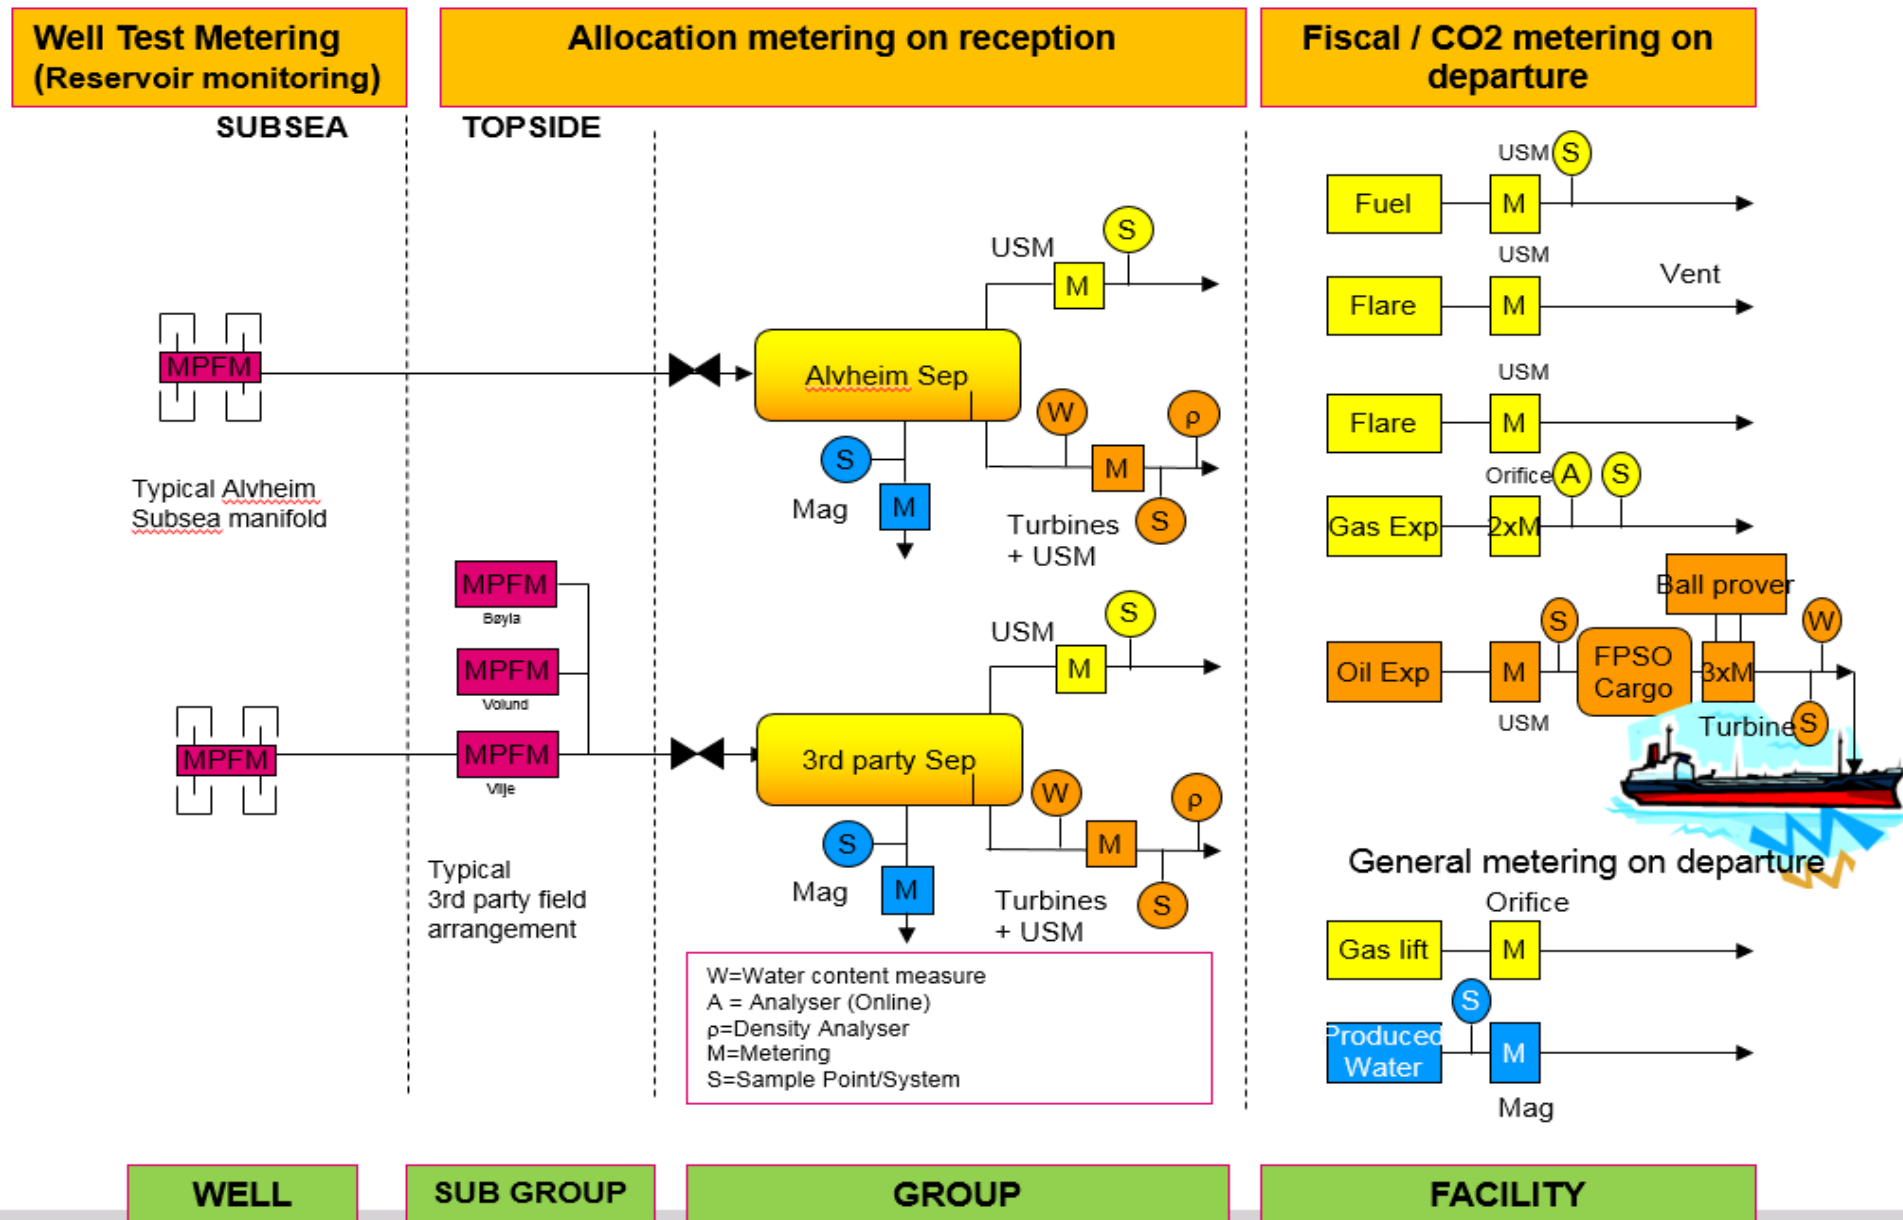 Well Test Metering
(Reservoir monitoring)
Allocation metering on reception
Fiscal / CO2 metering on
departure
SUBSEA
TOPSIDE
MPFM
Typical Alvheim
Subsea manifold
MPFM
MPFM
Bøyla
MPFM
Volund
MPFM
Vilje
Typical
3rd party field
arrangement
USM
S
M
Alvheim Sep
W
ρ
S
M
Mag
M
Turbines
+ USM
S
USM
S
M
3rd party Sep
W
ρ
S
M
Mag
M
Turbines
+ USM
S
W=Water content measure
A = Analyser (Online)
ρ=Density Analyser
M=Metering
S=Sample Point/System
USM
S
Fuel
M
USM
Vent
Flare
M
USM
Flare
M
Orifice
A
S
Gas Exp
2xM
Ball prover
S
W
Oil Exp
M
FPSO
Cargo
3xM
USM
Turbine
S
General metering on departure
Orifice
Gas lift
M
S
Produced
Water
M
Mag
WELL
SUB GROUP
GROUP
FACILITY